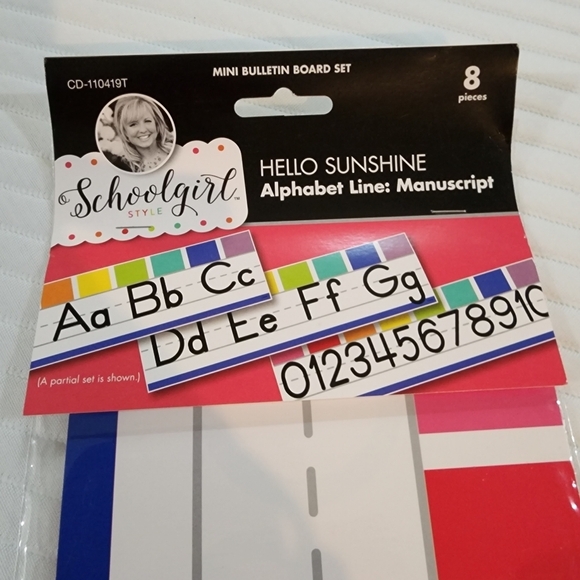 CD-110419T
MINI BULLETIN BOARD SET
8
pieces
Schoolgirl™
STYLE
HELLO SUNSHINE
Alphabet Line: Manuscript
Aa Bb Cc
Dd Ee Ff Gg
012345678910
(A partial set is shown.)